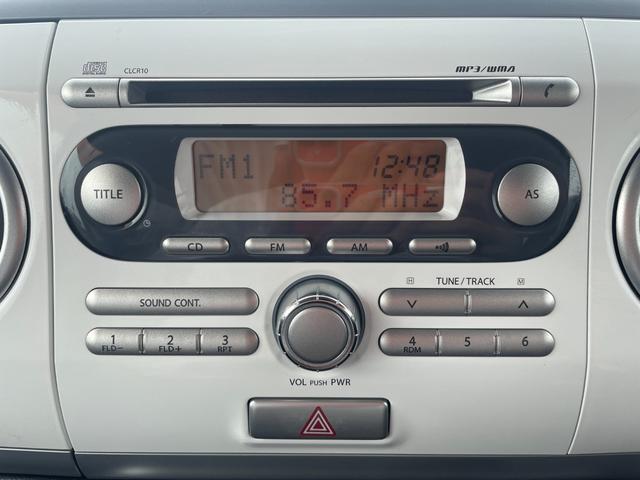 disc CLCR10 MP3/WMA
TITLE
FM1 12:48
85.7 MHz
AS
CD FM AM
SOUND CONT.
H TUNE/TRACK M
1 2 3
FLD− FLD+ RPT
4 5 6
RDM
VOL PUSH PWR